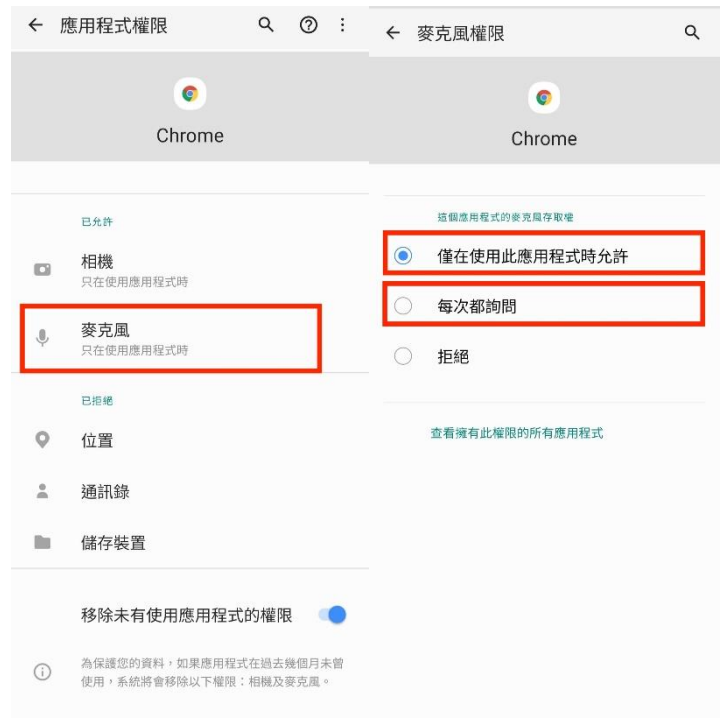 應用程式權限
Chrome
已允許
相機
只在使用應用程式時
麥克風
只在使用應用程式時
已拒絕
位置
通訊錄
儲存裝置
移除未有使用應用程式的權限
為保護您的資料，如果應用程式在過去幾個月未曾
使用，系統將會移除以下權限：相機及麥克風。
麥克風權限
Chrome
這個應用程式的麥克風存取權
僅在使用此應用程式時允許
每次都詢問
拒絕
查看擁有此權限的所有應用程式